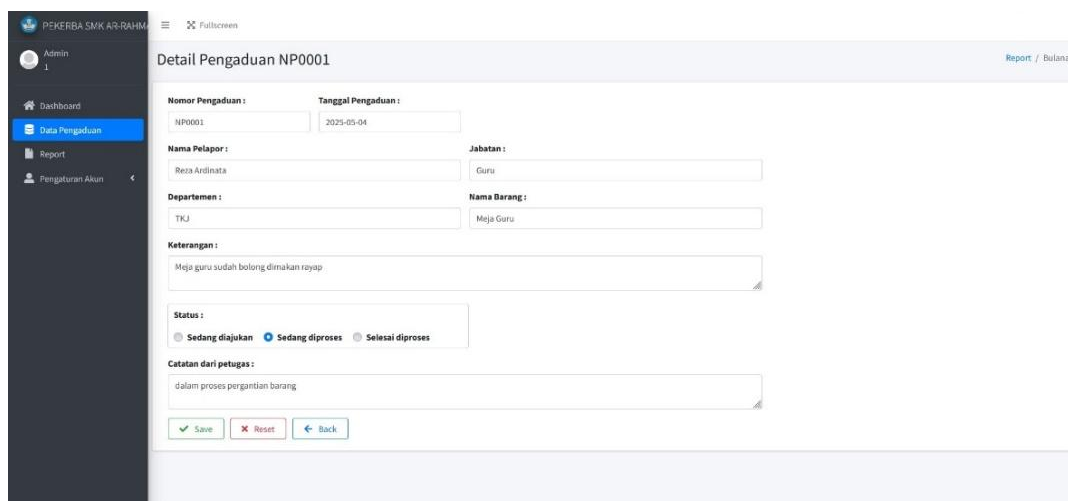 PEKERBA SMK AR-RAHMA
Fullscreen
Admin
1
Detail Pengaduan NP0001
Report / Bulana
Dashboard
Data Pengaduan
Report
Pengaturan Akun
Nomor Pengaduan :
Tanggal Pengaduan :
NP0001
2025-05-04
Nama Pelapor :
Jabatan :
Reza Ardinata
Guru
Departemen :
Nama Barang :
TKJ
Meja Guru
Keterangan :
Meja guru sudah bolong dimakan rayap
Status :
Sedang diajukan Sedang diproses Selesai diproses
Catatan dari petugas :
dalam proses pergantian barang
Save Reset Back